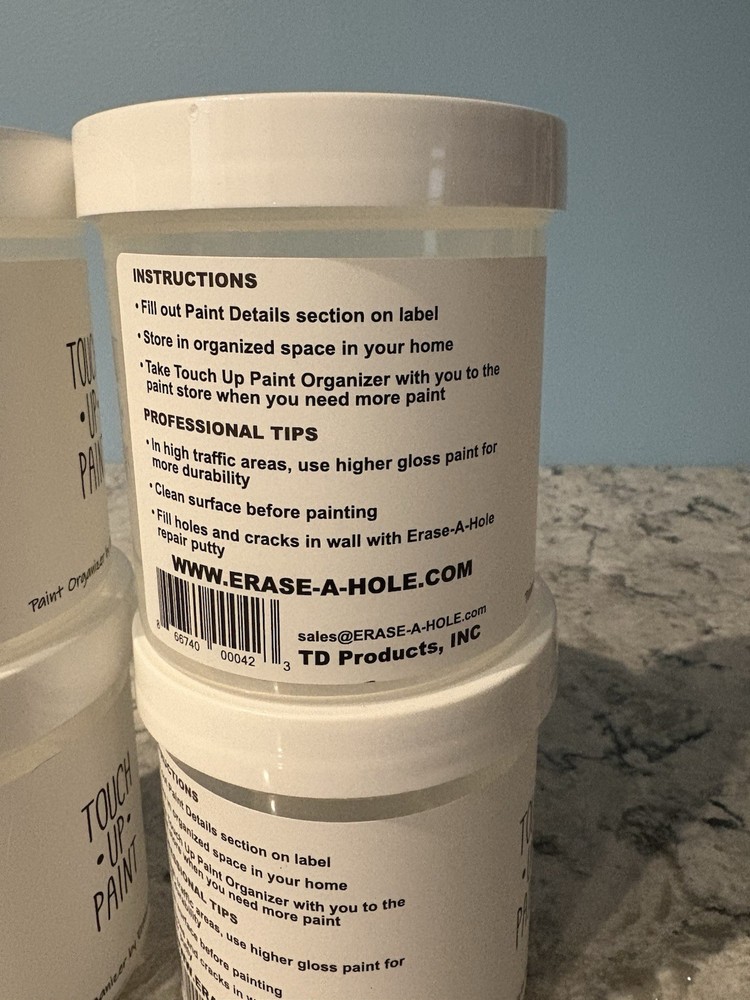 INSTRUCTIONS
•Fill out Paint Details section on label
•Store in organized space in your home
•Take Touch Up Paint Organizer with you to the
paint store when you need more paint
PROFESSIONAL TIPS
•In high traffic areas, use higher gloss paint for
more durability
•Clean surface before painting
•Fill holes and cracks in wall with Erase-A-Hole
repair putty
WWW.ERASE-A-HOLE.COM
8 66740 00042 3
sales@ERASE-A-HOLE.com
TD Products, INC
TOUCH
•UP•
PAINT
Paint Organizer
TOUCH
•UP•
PAINT
Paint Details section on label
organized space in your home
Up Paint Organizer with you to the
when you need more paint
TIPS
areas, use higher gloss paint for
before painting
and cracks in